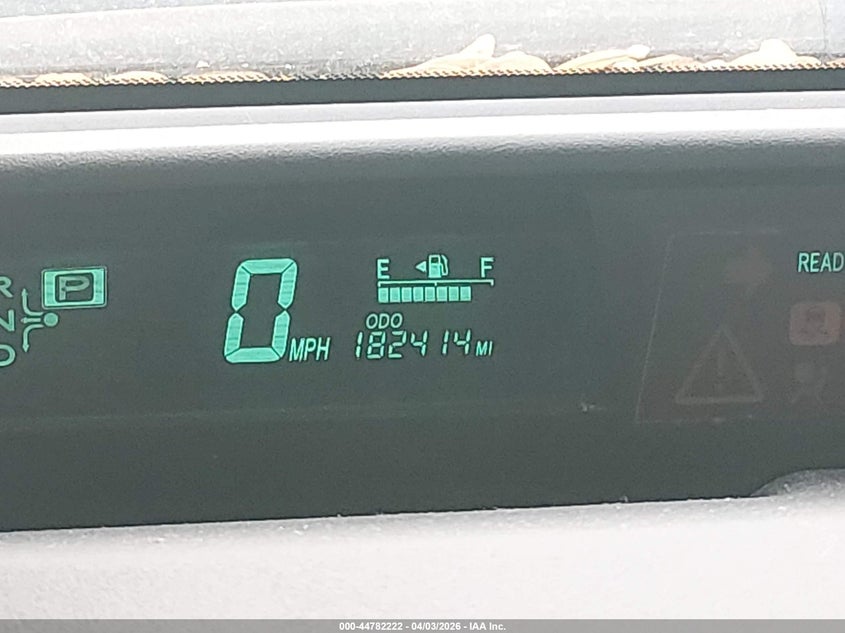 R
N
D
P
0 MPH
E F
ODO
182414 MI
READ
000-44782222 - 04/03/2026 - IAA Inc.